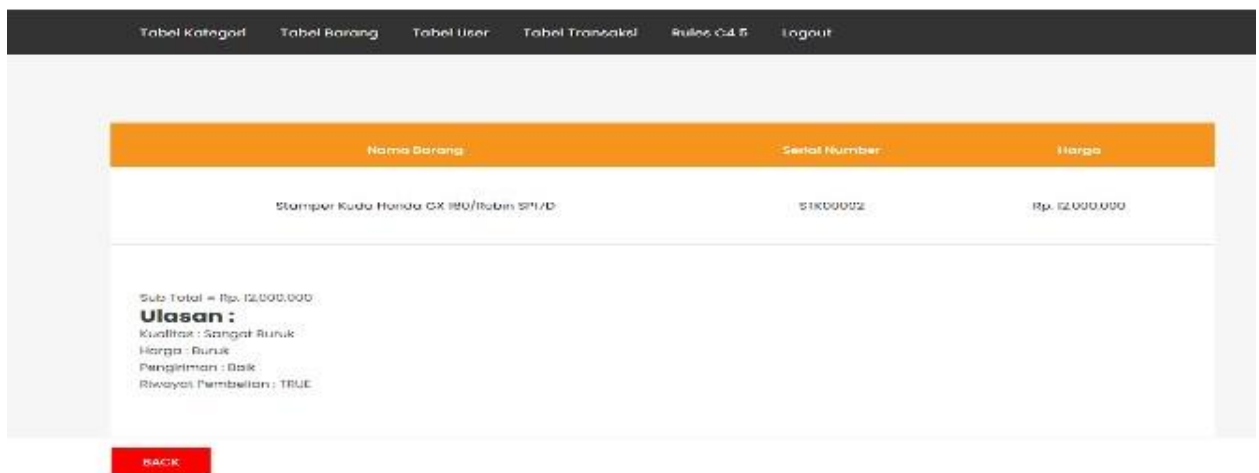 Tabel Kategori Tabel Barang Tabel User Tabel Transaksi Rules C4.5 Logout
Nama Barang Serial Number Harga
Stamper Kuda Honda GX 160/Robin SP17D STK00002 Rp. 12,000,000
Sub Total = Rp. 12,000,000
Ulasan :
Kualitas : Sangat Buruk
Harga : Buruk
Pengiriman : Baik
Riwayat Pembelian : TRUE
BACK